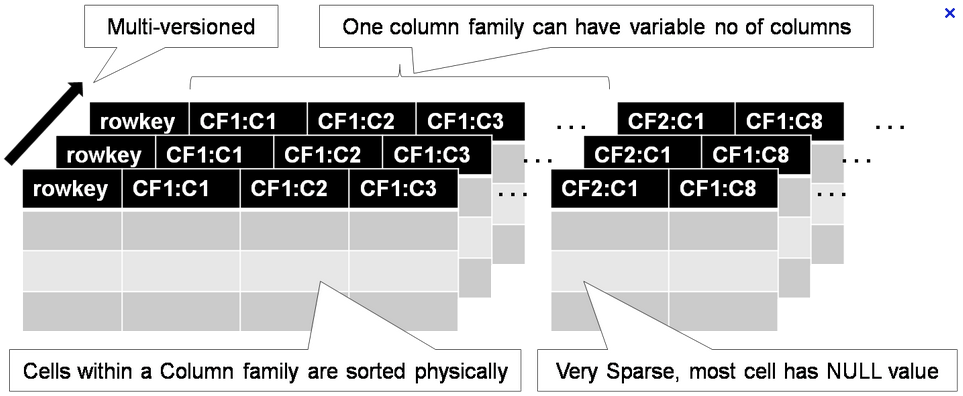 Multi-versioned
One column family can have variable no of columns
rowkey CF1:C1 CF1:C2 CF1:C3 ... CF2:C1 CF1:C8 ...
rowkey CF1:C1 CF1:C2 CF1:C3 ... CF2:C1 CF1:C8 ...
rowkey CF1:C1 CF1:C2 CF1:C3 ... CF2:C1 CF1:C8 ...
Cells within a Column family are sorted physically
Very Sparse, most cell has NULL value